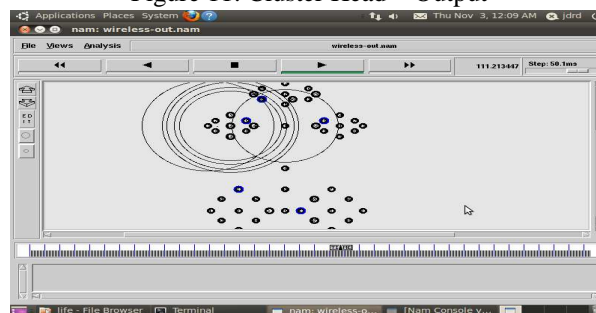 Figure 11: Cluster Head – Output
Applications Places System Thu Nov 3, 12:09 AM jdrd
nam: wireless-out.nam
File Views Analysis wireless-out.nam
111.213447 Step: 50.1ms
EDIT
life - File Browser Terminal nam: wireless-o... [Nam Console v...